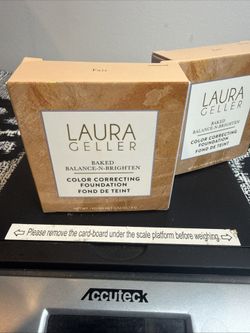 Fair
LAURA
GELLER
BAKED
BALANCE-N-BRIGHTEN
COLOR CORRECTING
FOUNDATION
FOND DE TEINT
LAURA
GELLER
BAKED
BALANCE-N-BRIGHTEN
COLOR CORRECTING
FOUNDATION
FOND DE TEINT
Please remove the card-board under the scale platform before weighing
Accuteck